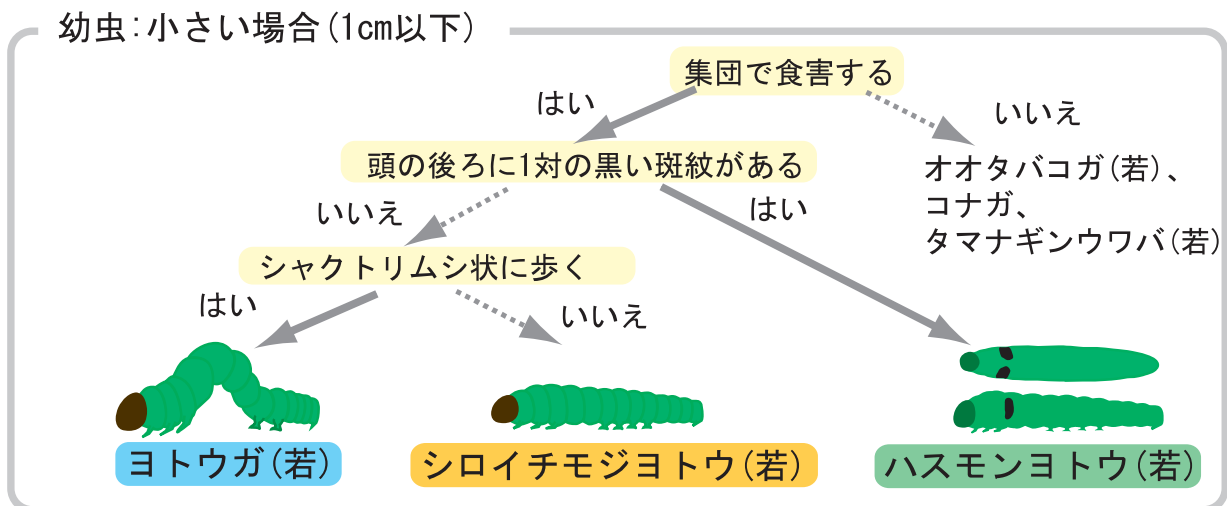 幼虫：小さい場合（1cm以下）
集団で食害する
はい
いいえ
頭の後ろに1対の黒い斑紋がある
オオタバコガ（若）、
コナガ、
タマナギンウワバ（若）
いいえ
はい
シャクトリムシ状に歩く
はい
いいえ
ヨトウガ（若）
シロイチモジヨトウ（若）
ハスモンヨトウ（若）